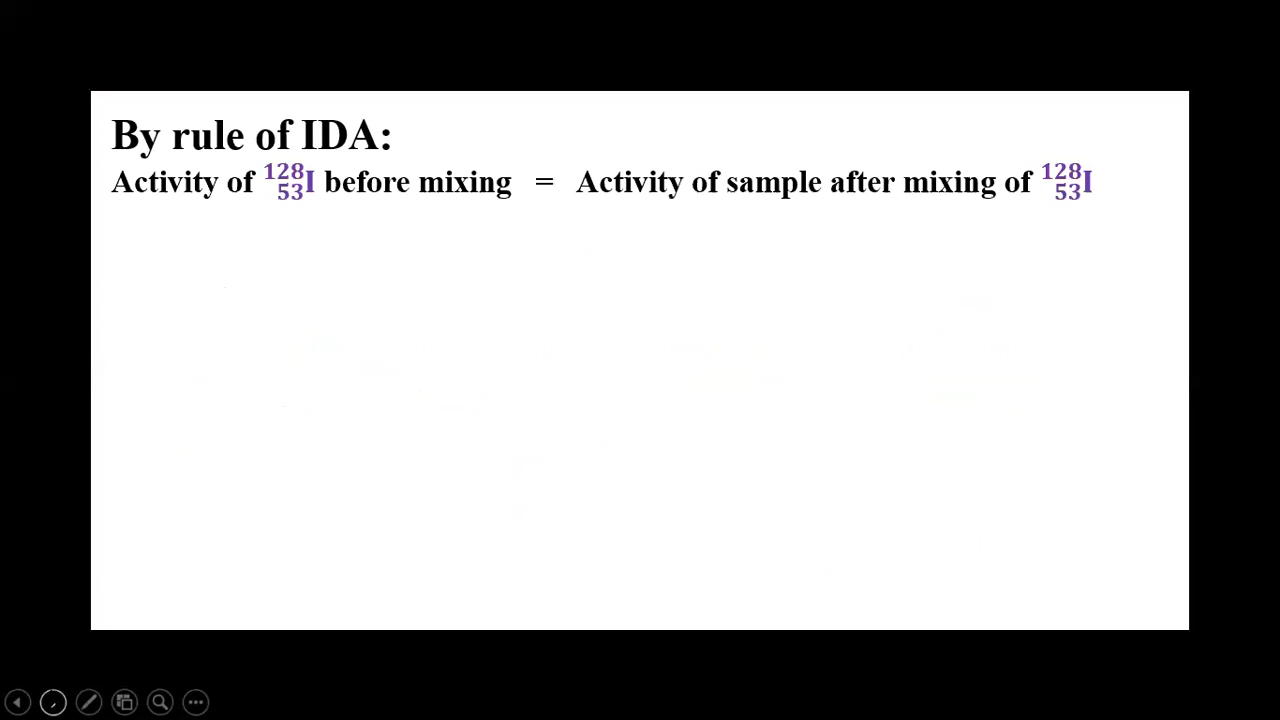 By rule of IDA:
Activity of ¹²⁸₅₃I before mixing = Activity of sample after mixing of ¹²⁸₅₃I